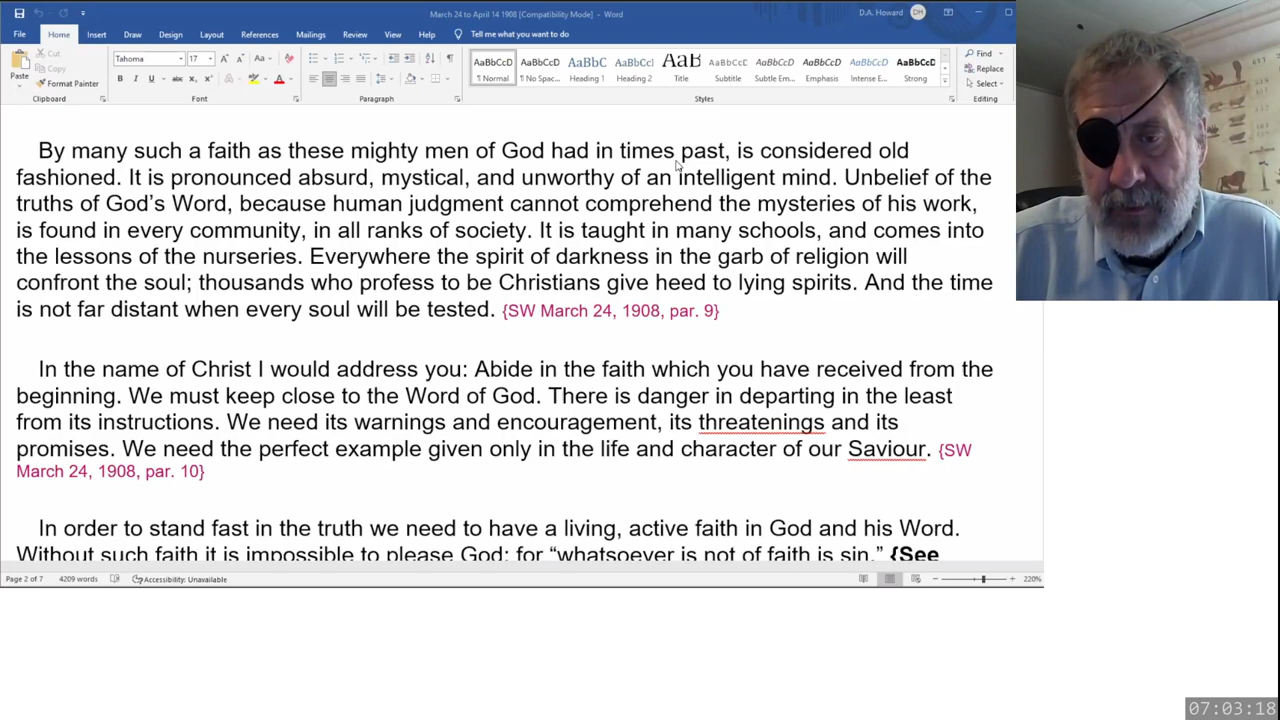 March 24 to April 14 1908 [Compatibility Mode] - Word
D.A. Howard DH
File Home Insert Draw Design Layout References Mailings Review View Help Tell me what you want to do
Paste Cut Copy Format Painter
Tahoma 17
Find Replace Select
AaBbCcD AaBbCcD AaBbC AaBbCcl AaB AaBbCcD AaBbCcD AaBbCcD AaBbCcD AaBbCcD
¶ Normal ¶ No Spac... Heading 1 Heading 2 Title Subtitle Subtle Em... Emphasis Intense E... Strong
Clipboard Font Paragraph Styles Editing
By many such a faith as these mighty men of God had in times past, is considered old
fashioned. It is pronounced absurd, mystical, and unworthy of an intelligent mind. Unbelief of the
truths of God’s Word, because human judgment cannot comprehend the mysteries of his work,
is found in every community, in all ranks of society. It is taught in many schools, and comes into
the lessons of the nurseries. Everywhere the spirit of darkness in the garb of religion will
confront the soul; thousands who profess to be Christians give heed to lying spirits. And the time
is not far distant when every soul will be tested. {SW March 24, 1908, par. 9}
In the name of Christ I would address you: Abide in the faith which you have received from the
beginning. We must keep close to the Word of God. There is danger in departing in the least
from its instructions. We need its warnings and encouragement, its threatenings and its
promises. We need the perfect example given only in the life and character of our Saviour. {SW
March 24, 1908, par. 10}
In order to stand fast in the truth we need to have a living, active faith in God and his Word.
Without such faith it is impossible to please God; for “whatsoever is not of faith is sin.” {See
Page 2 of 7 4209 words Accessibility: Unavailable 220%
07:03:18